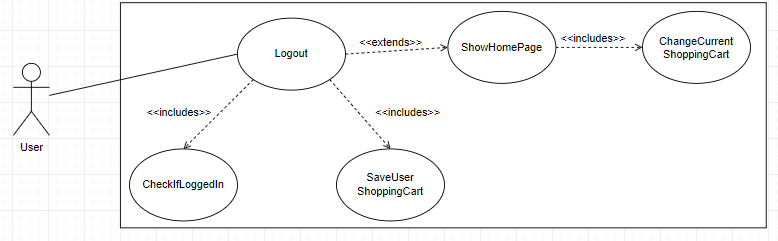 Logout
<<extends>>
ShowHomePage
<<includes>>
ChangeCurrent
ShoppingCart
User
<<includes>>
<<includes>>
CheckIfLoggedIn
SaveUser
ShoppingCart